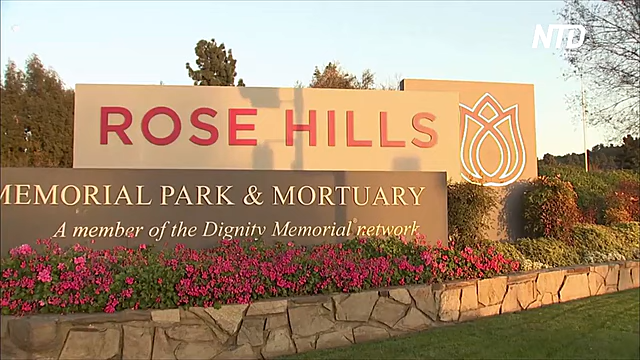 NTD
ROSE HILLS
MEMORIAL PARK & MORTUARY
A member of the Dignity Memorial network